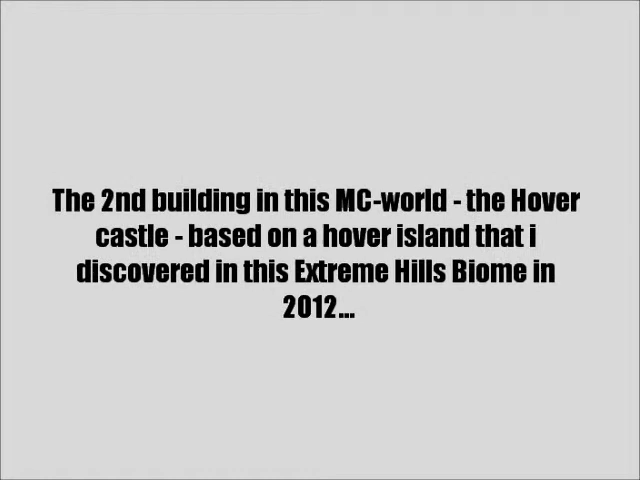 The 2nd building in this MC-world - the Hover
castle - based on a hover island that i
discovered in this Extreme Hills Biome in
2012...